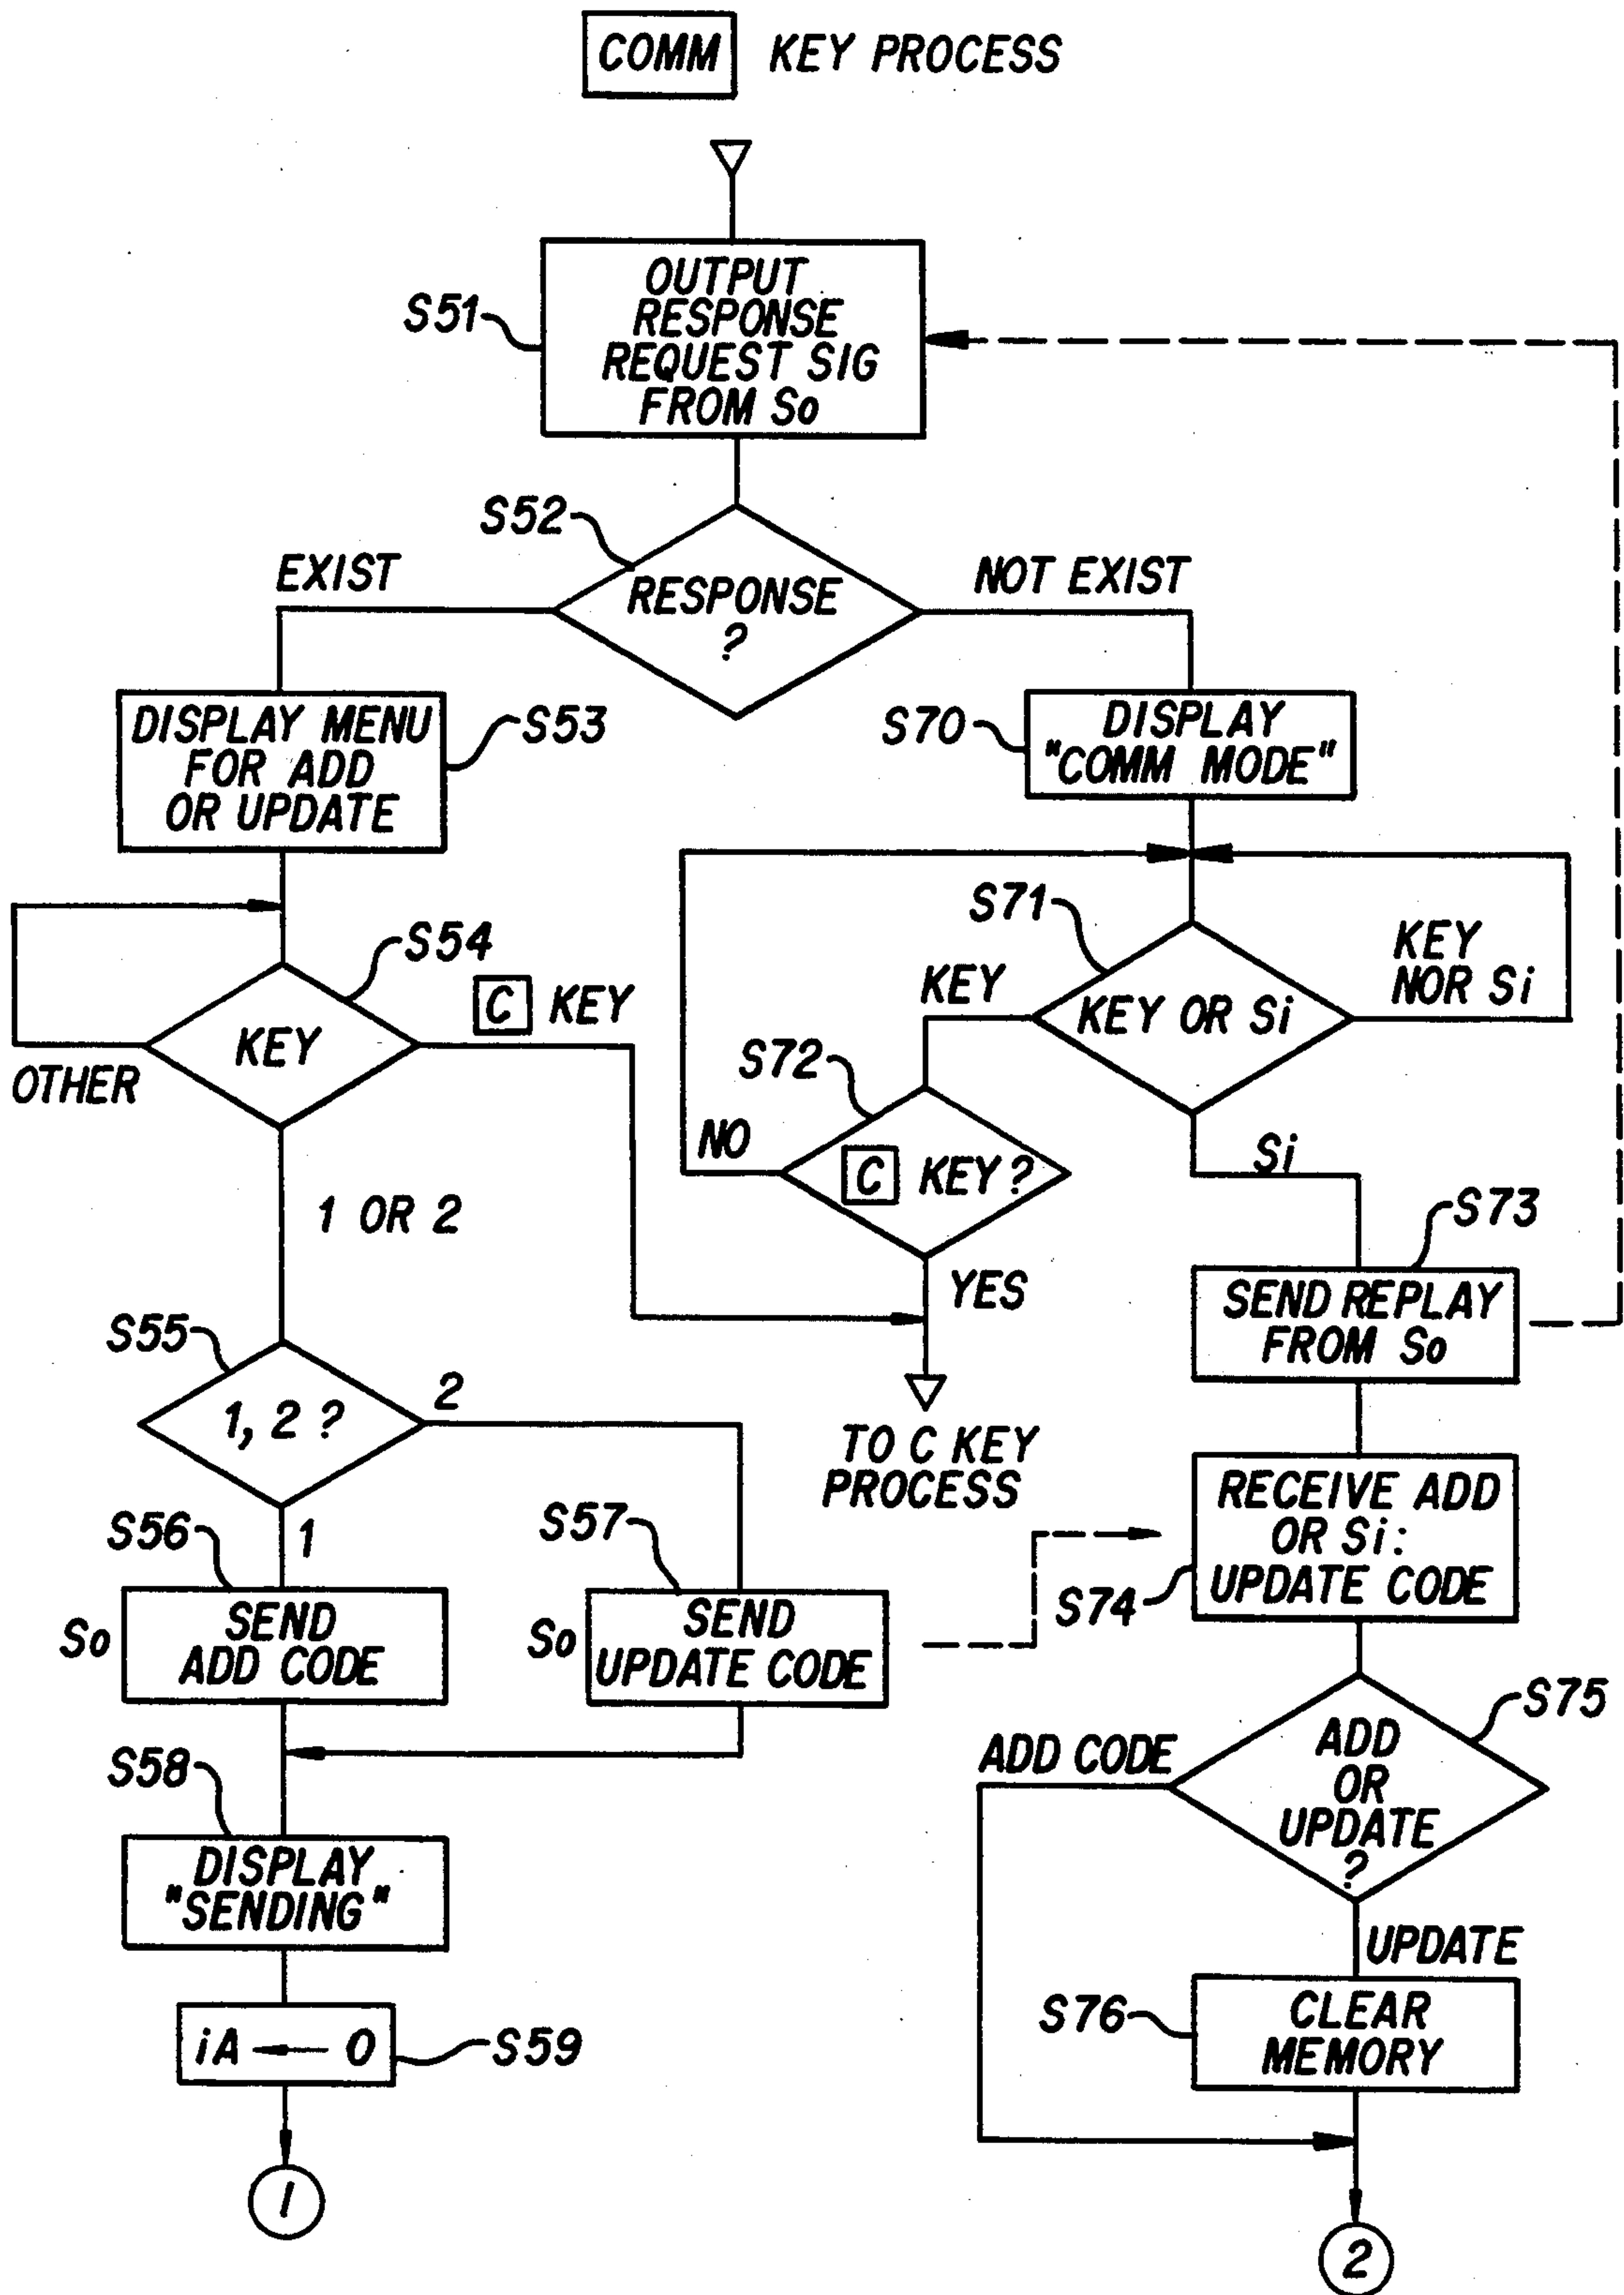 COMM KEY PROCESS
S51
OUTPUT
RESPONSE
REQUEST SIG
FROM So
S52
EXIST
RESPONSE
?
NOT EXIST
DISPLAY MENU
FOR ADD
OR UPDATE
S53
S70
DISPLAY
"COMM MODE"
S54
KEY
C KEY
OTHER
1 OR 2
S71
KEY
KEY OR Si
KEY
NOR Si
S72
NO
C KEY?
YES
Si
S73
SEND REPLAY
FROM So
TO C KEY
PROCESS
S55
1, 2 ?
2
1
S56
So
SEND
ADD CODE
S57
So
SEND
UPDATE CODE
S74
RECEIVE ADD
OR Si:
UPDATE CODE
S75
ADD CODE
ADD
OR
UPDATE
?
UPDATE
S58
DISPLAY
"SENDING"
iA ← 0
S59
S76
CLEAR
MEMORY
1
2